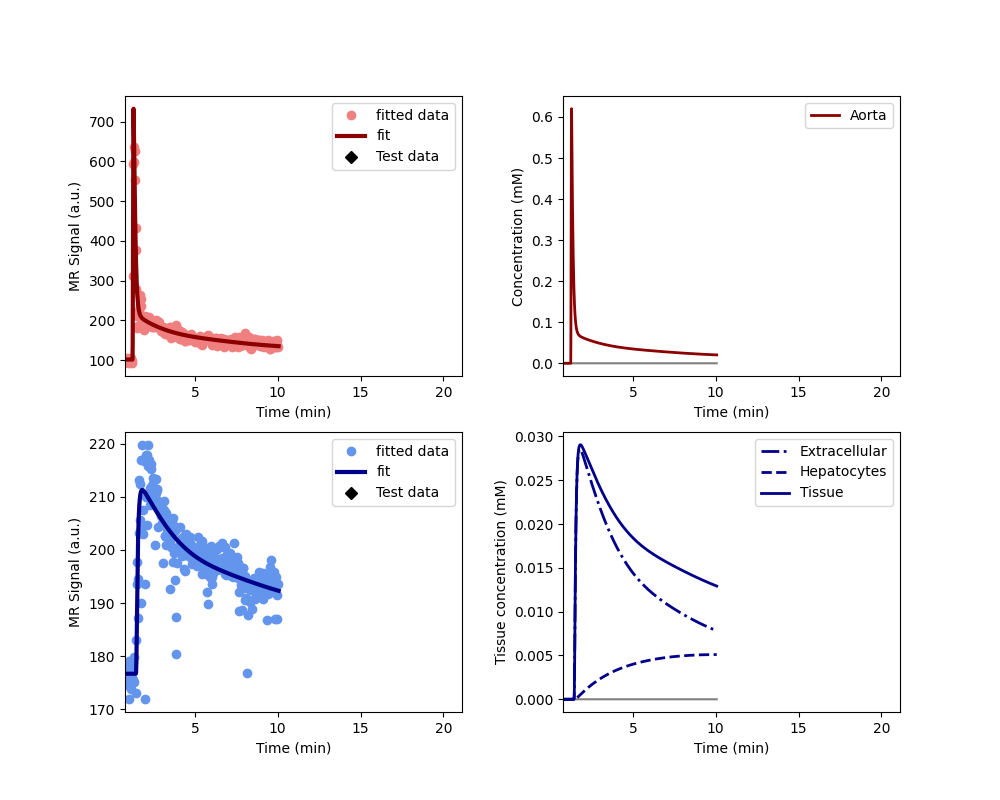 MR Signal (a.u.)
700
600
500
400
300
200
100
5
10
15
20
Time (min)
fitted data
fit
Test data
Concentration (mM)
0.6
0.5
0.4
0.3
0.2
0.1
0.0
5
10
15
20
Time (min)
Aorta
MR Signal (a.u.)
220
210
200
190
180
170
5
10
15
20
Time (min)
fitted data
fit
Test data
Tissue concentration (mM)
0.030
0.025
0.020
0.015
0.010
0.005
0.000
5
10
15
20
Time (min)
Extracellular
Hepatocytes
Tissue